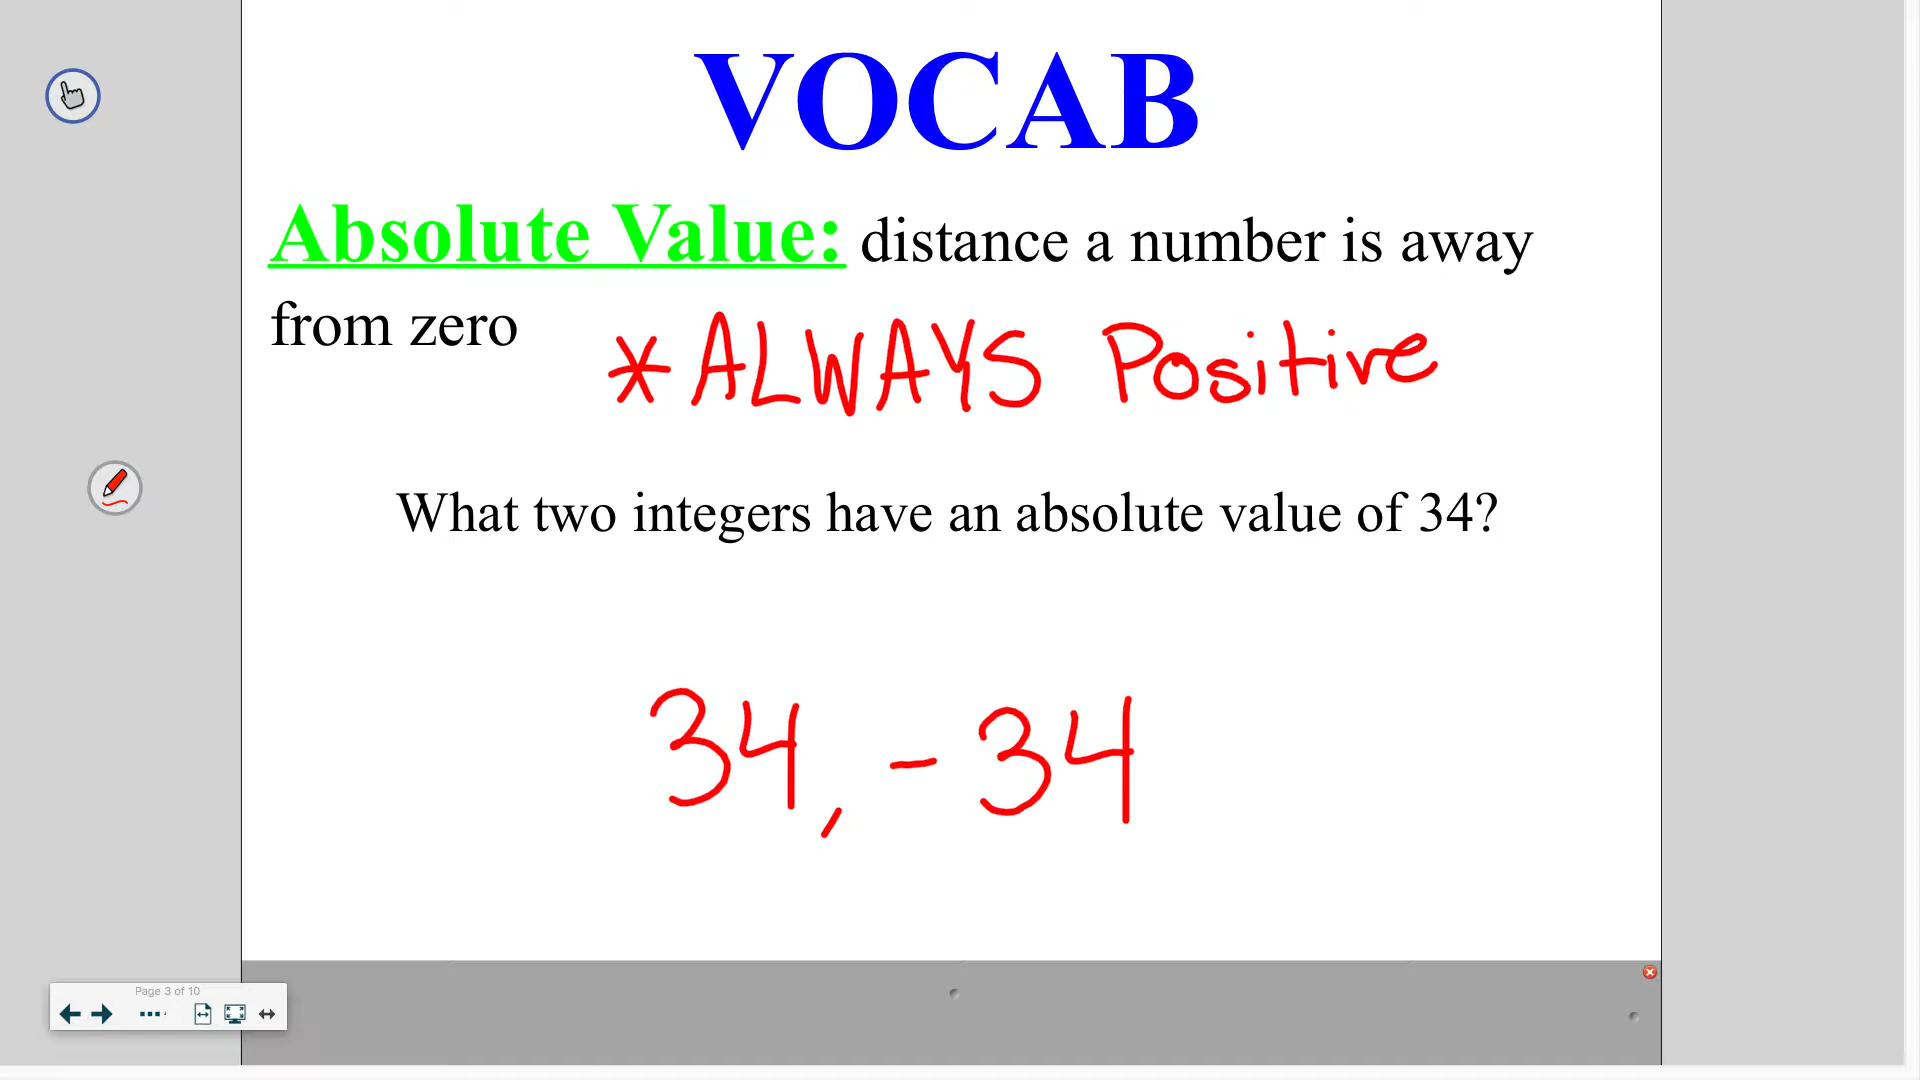 VOCAB
Absolute Value: distance a number is away
from zero
*ALWAYS Positive
What two integers have an absolute value of 34?
34, -34
Page 3 of 10